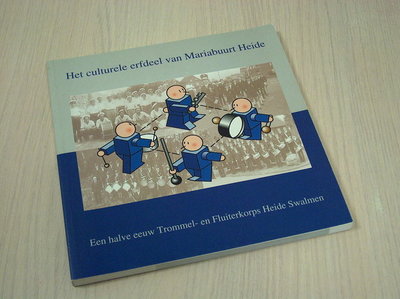 Het culturele erfdeel van Mariabuurt Heide
Een halve eeuw Trommel- en Fluiterkorps Heide Swalmen